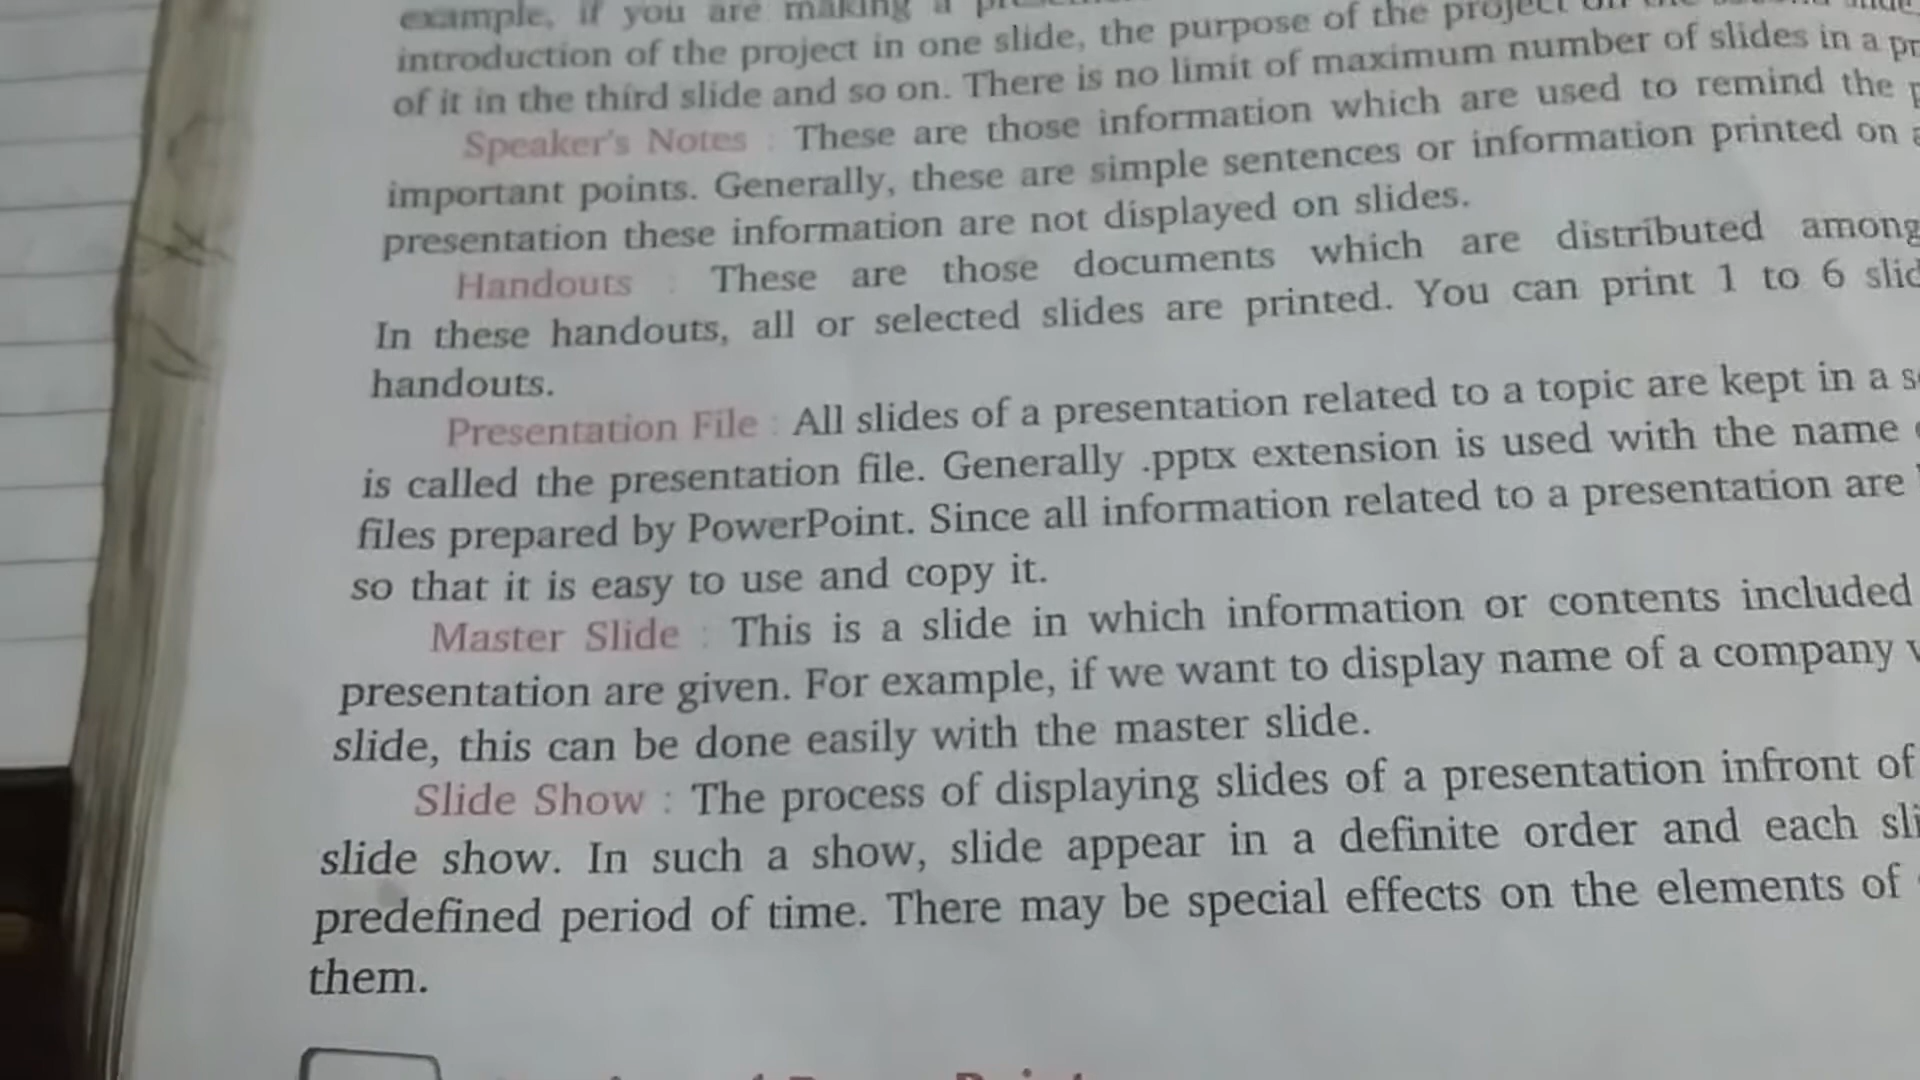 example, if you are making a
introduction of the project in one slide, the purpose of the project on the second
of it in the third slide and so on. There is no limit of maximum number of slides in a
Speaker's Notes : These are those information which are used to remind the
important points. Generally, these are simple sentences or information printed on
presentation these information are not displayed on slides.
Handouts : These are those documents which are distributed among
In these handouts, all or selected slides are printed. You can print 1 to 6
handouts.
Presentation File : All slides of a presentation related to a topic are kept in a
is called the presentation file. Generally .pptx extension is used with the name
files prepared by PowerPoint. Since all information related to a presentation are
so that it is easy to use and copy it.
Master Slide : This is a slide in which information or contents included
presentation are given. For example, if we want to display name of a company
slide, this can be done easily with the master slide.
Slide Show : The process of displaying slides of a presentation infront of
slide show. In such a show, slide appear in a definite order and each
predefined period of time. There may be special effects on the elements of
them.